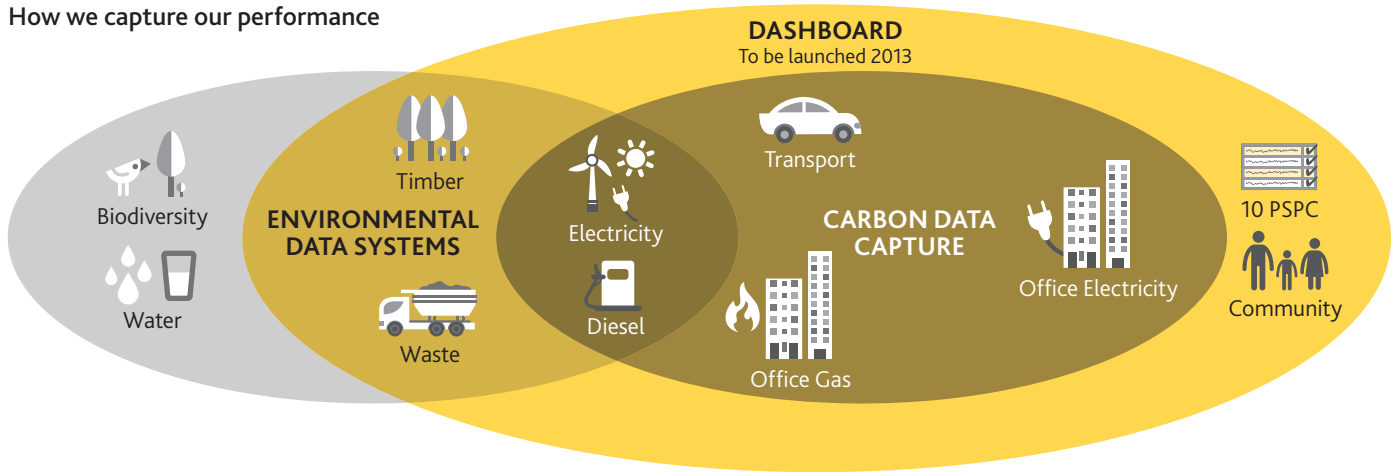 How we capture our performance
DASHBOARD
To be launched 2013
Biodiversity
Water
Timber
ENVIRONMENTAL
DATA SYSTEMS
Waste
Electricity
Diesel
Transport
CARBON DATA
CAPTURE
Office Gas
Office Electricity
10 PSPC
Community